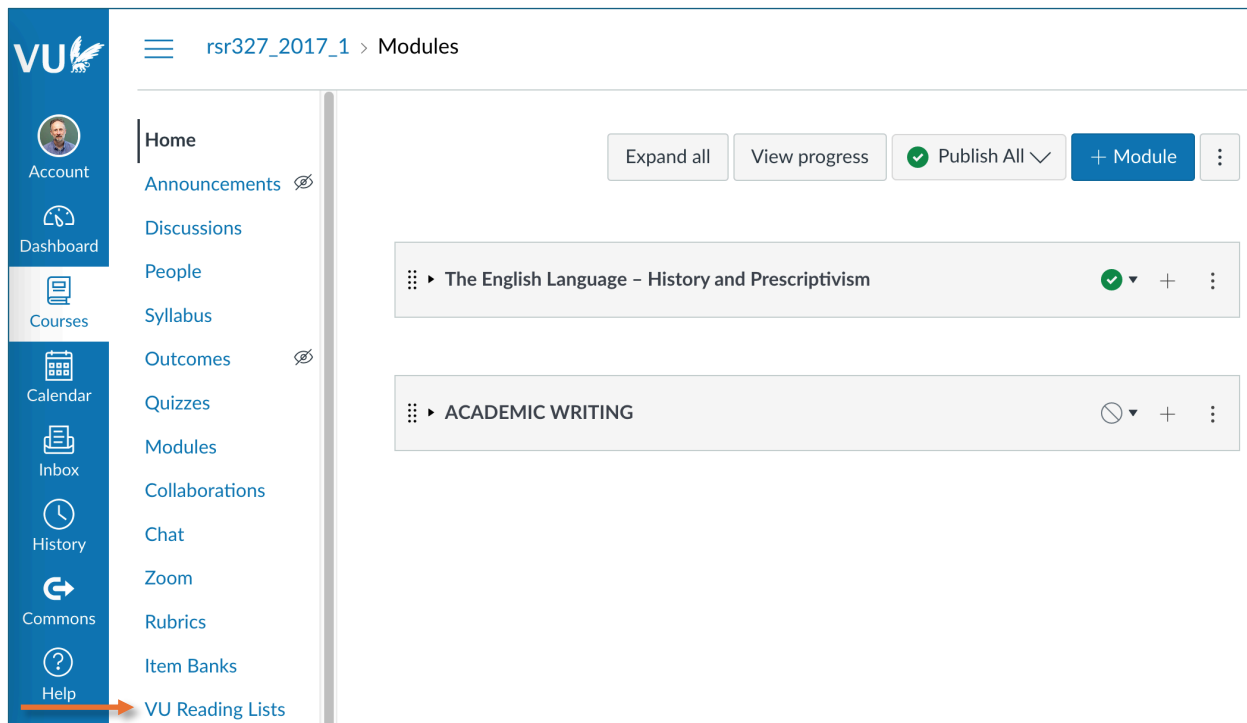 VU
rsr327_2017_1 > Modules
Account
Dashboard
Courses
Calendar
Inbox
History
Commons
Help
Home
Announcements
Discussions
People
Syllabus
Outcomes
Quizzes
Modules
Collaborations
Chat
Zoom
Rubrics
Item Banks
VU Reading Lists
Expand all
View progress
Publish All
+ Module
The English Language – History and Prescriptivism
ACADEMIC WRITING